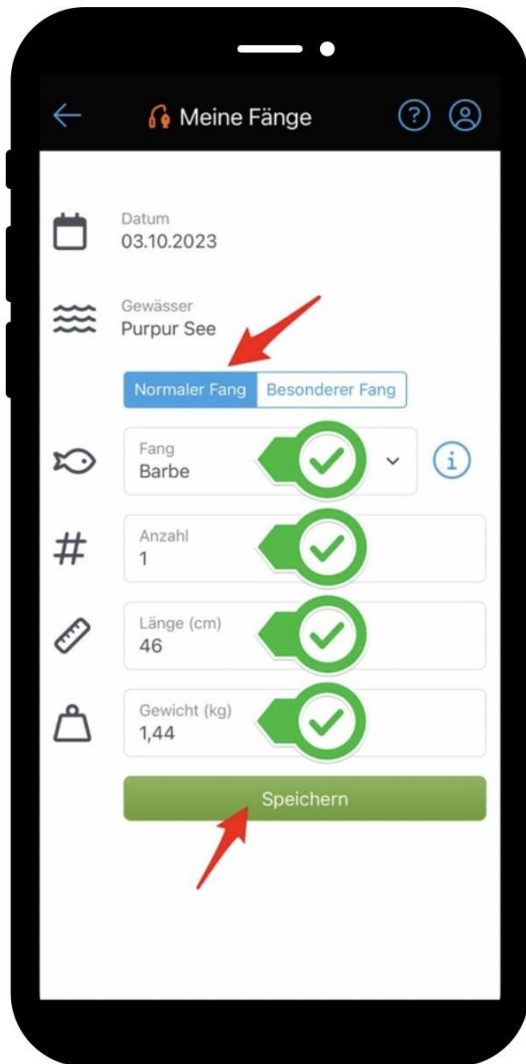 Meine Fänge
?
Datum
03.10.2023
Gewässer
Purpur See
Normaler Fang Besonderer Fang
Fang
Barbe
i
#
Anzahl
1
Länge (cm)
46
Gewicht (kg)
1,44
Speichern